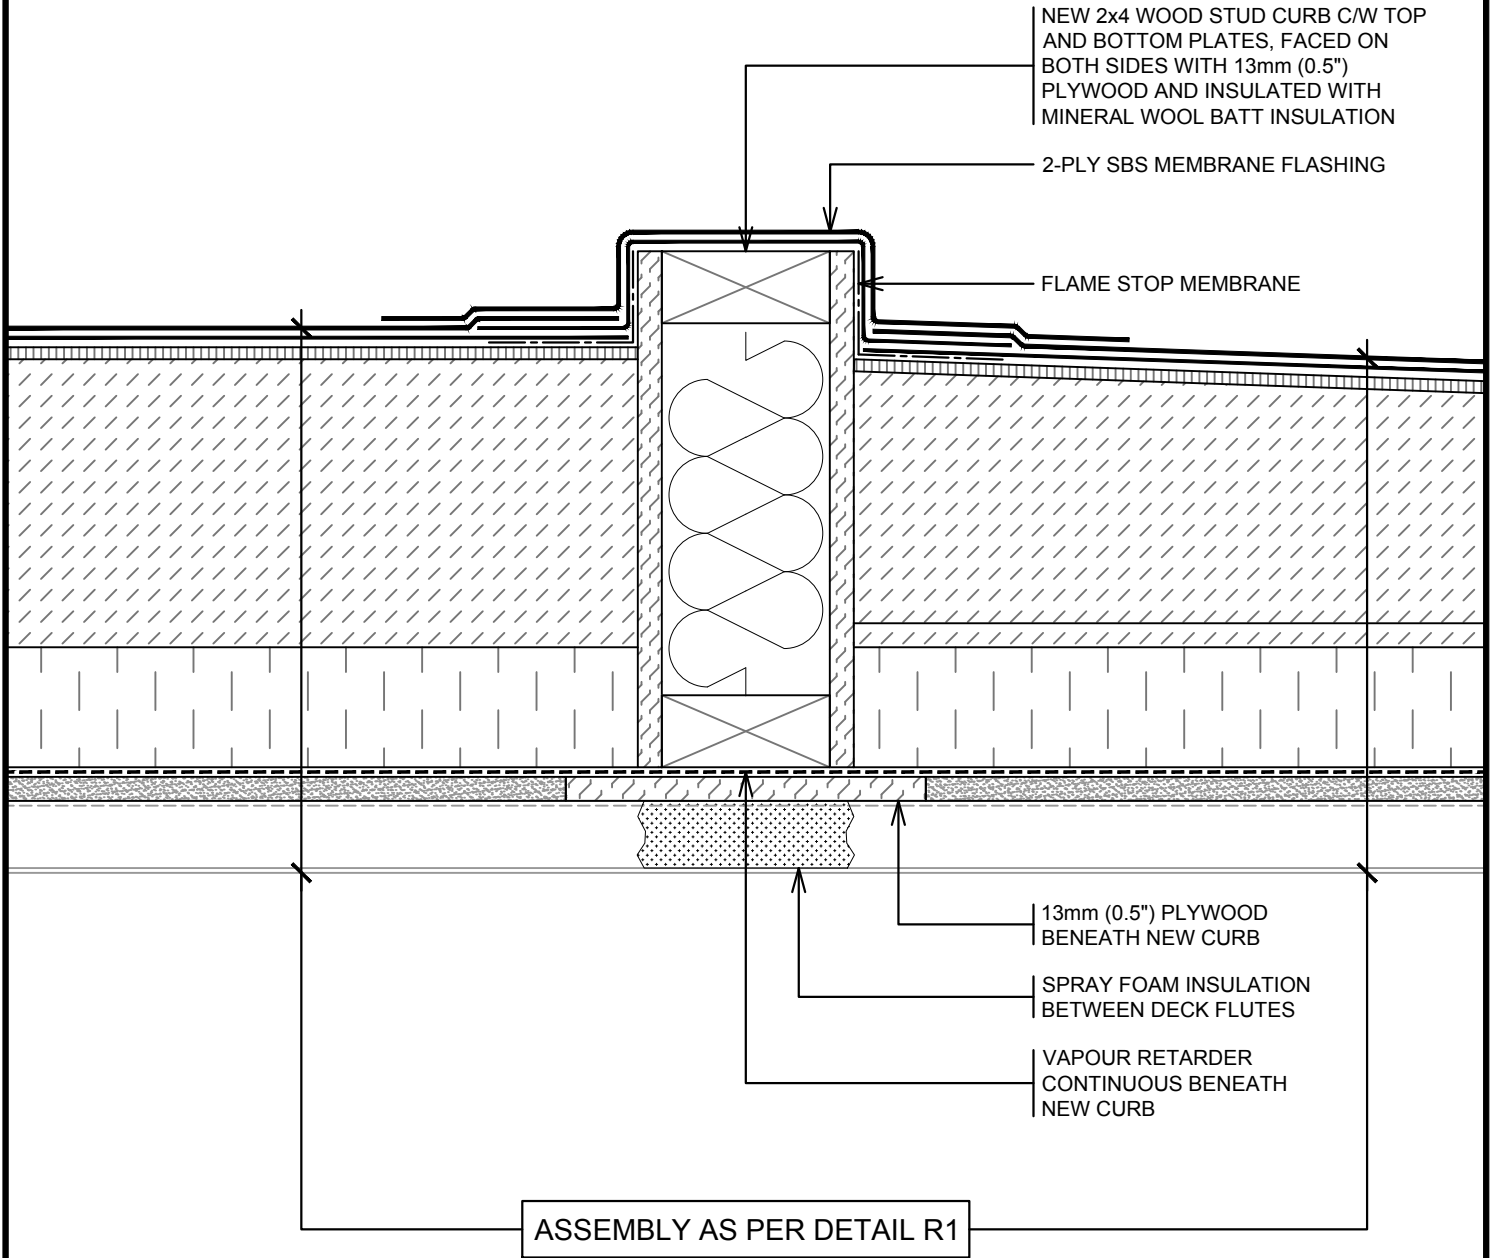 NEW 2x4 WOOD STUD CURB C/W TOP
AND BOTTOM PLATES, FACED ON
BOTH SIDES WITH 13mm (0.5")
PLYWOOD AND INSULATED WITH
MINERAL WOOL BATT INSULATION
2-PLY SBS MEMBRANE FLASHING
FLAME STOP MEMBRANE
13mm (0.5") PLYWOOD
BENEATH NEW CURB
SPRAY FOAM INSULATION
BETWEEN DECK FLUTES
VAPOUR RETARDER
CONTINUOUS BENEATH
NEW CURB
ASSEMBLY AS PER DETAIL R1